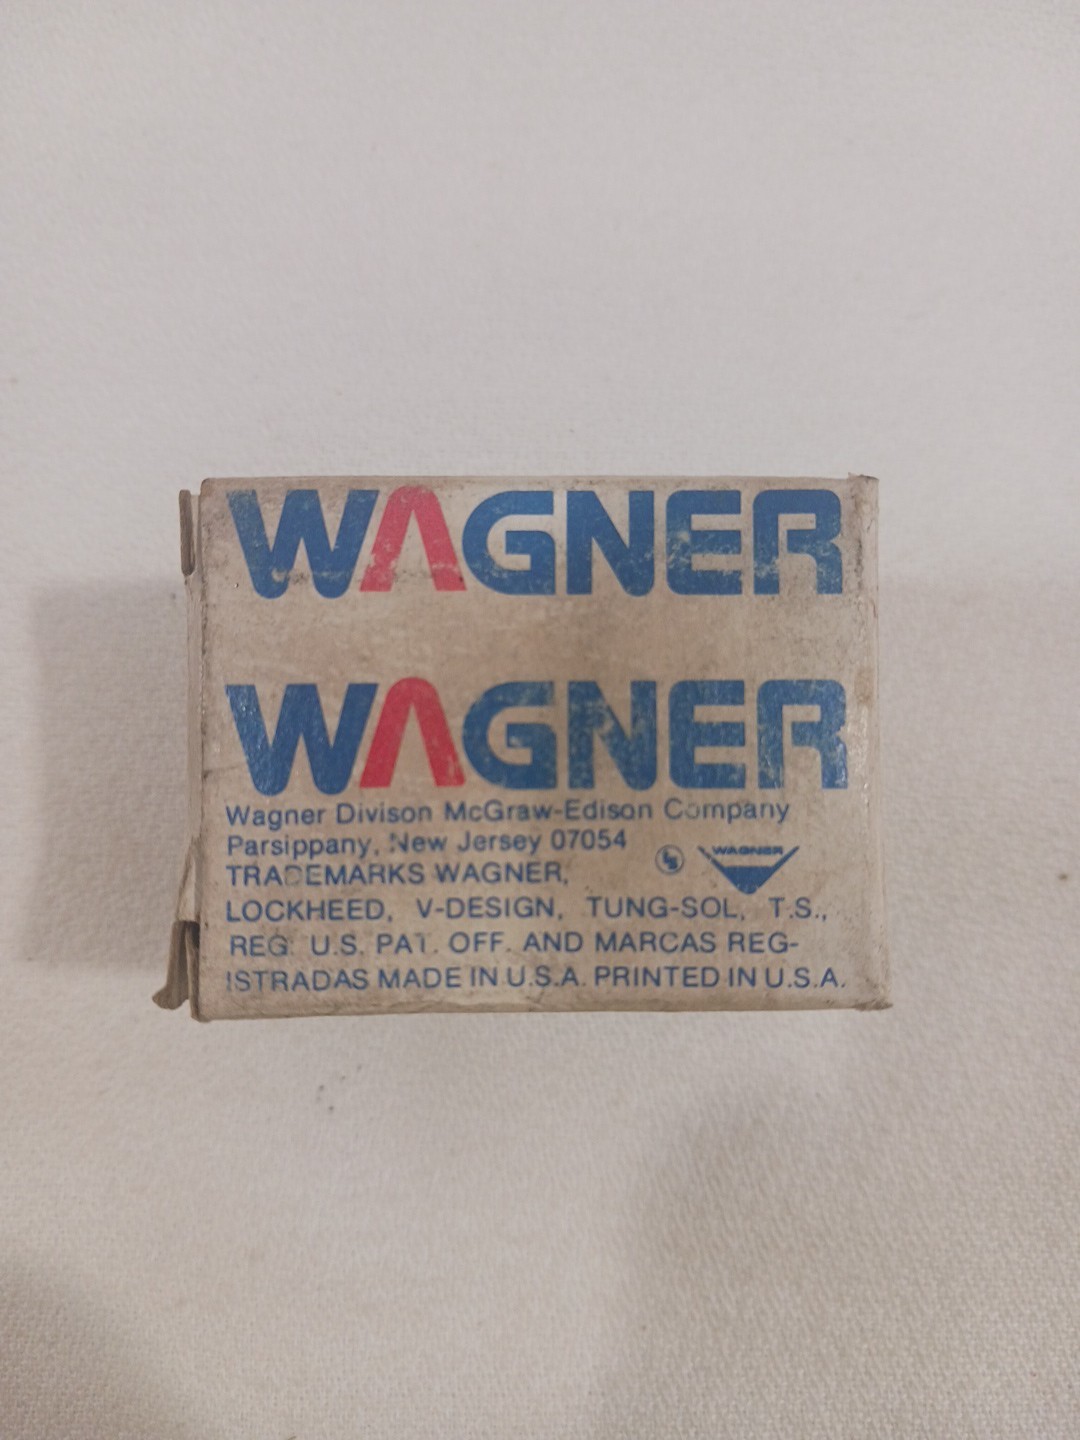 WAGNER
WAGNER
Wagner Divison McGraw-Edison Company
Parsippany, New Jersey 07054
WAGNER
TRADEMARKS WAGNER,
LOCKHEED, V-DESIGN, TUNG-SOL, T.S.,
REG. U.S. PAT. OFF. AND MARCAS REG-
ISTRADAS MADE IN U.S.A. PRINTED IN U.S.A.